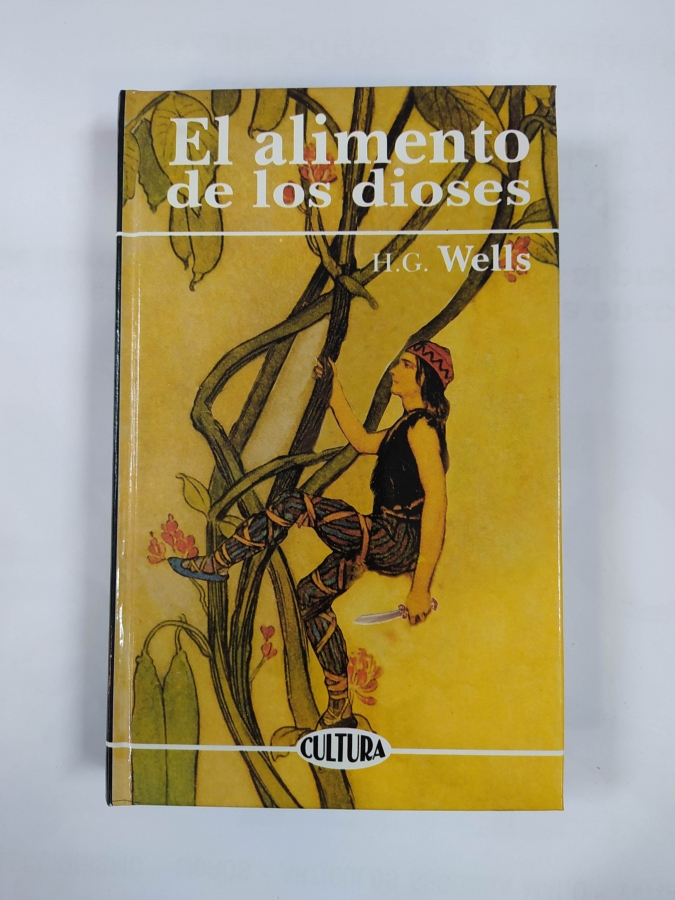 El alimento
de los dioses
H.G. Wells
CULTURA